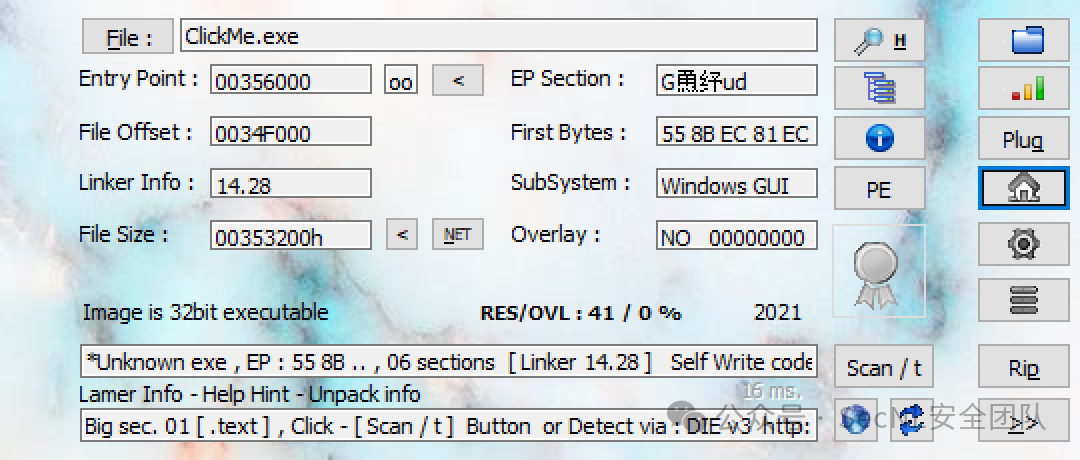 File : ClickMe.exe H
Entry Point : 00356000 oo < EP Section : G喬纾ud
File Offset : 0034F000 First Bytes : 55 8B EC 81 EC Plug
Linker Info : 14.28 SubSystem : Windows GUI PE
File Size : 00353200h < NET Overlay : NO 00000000
Image is 32bit executable RES/OVL : 41 / 0 % 2021
*Unknown exe , EP : 55 8B .. , 06 sections [ Linker 14.28 ] Self Write code Scan / t Rip
Lamer Info - Help Hint - Unpack info 16 ms.
Big sec. 01 [ .text ] , Click - [ Scan / t ] Button or Detect via : DIE v3 http: >>
公众号 · 安全团队